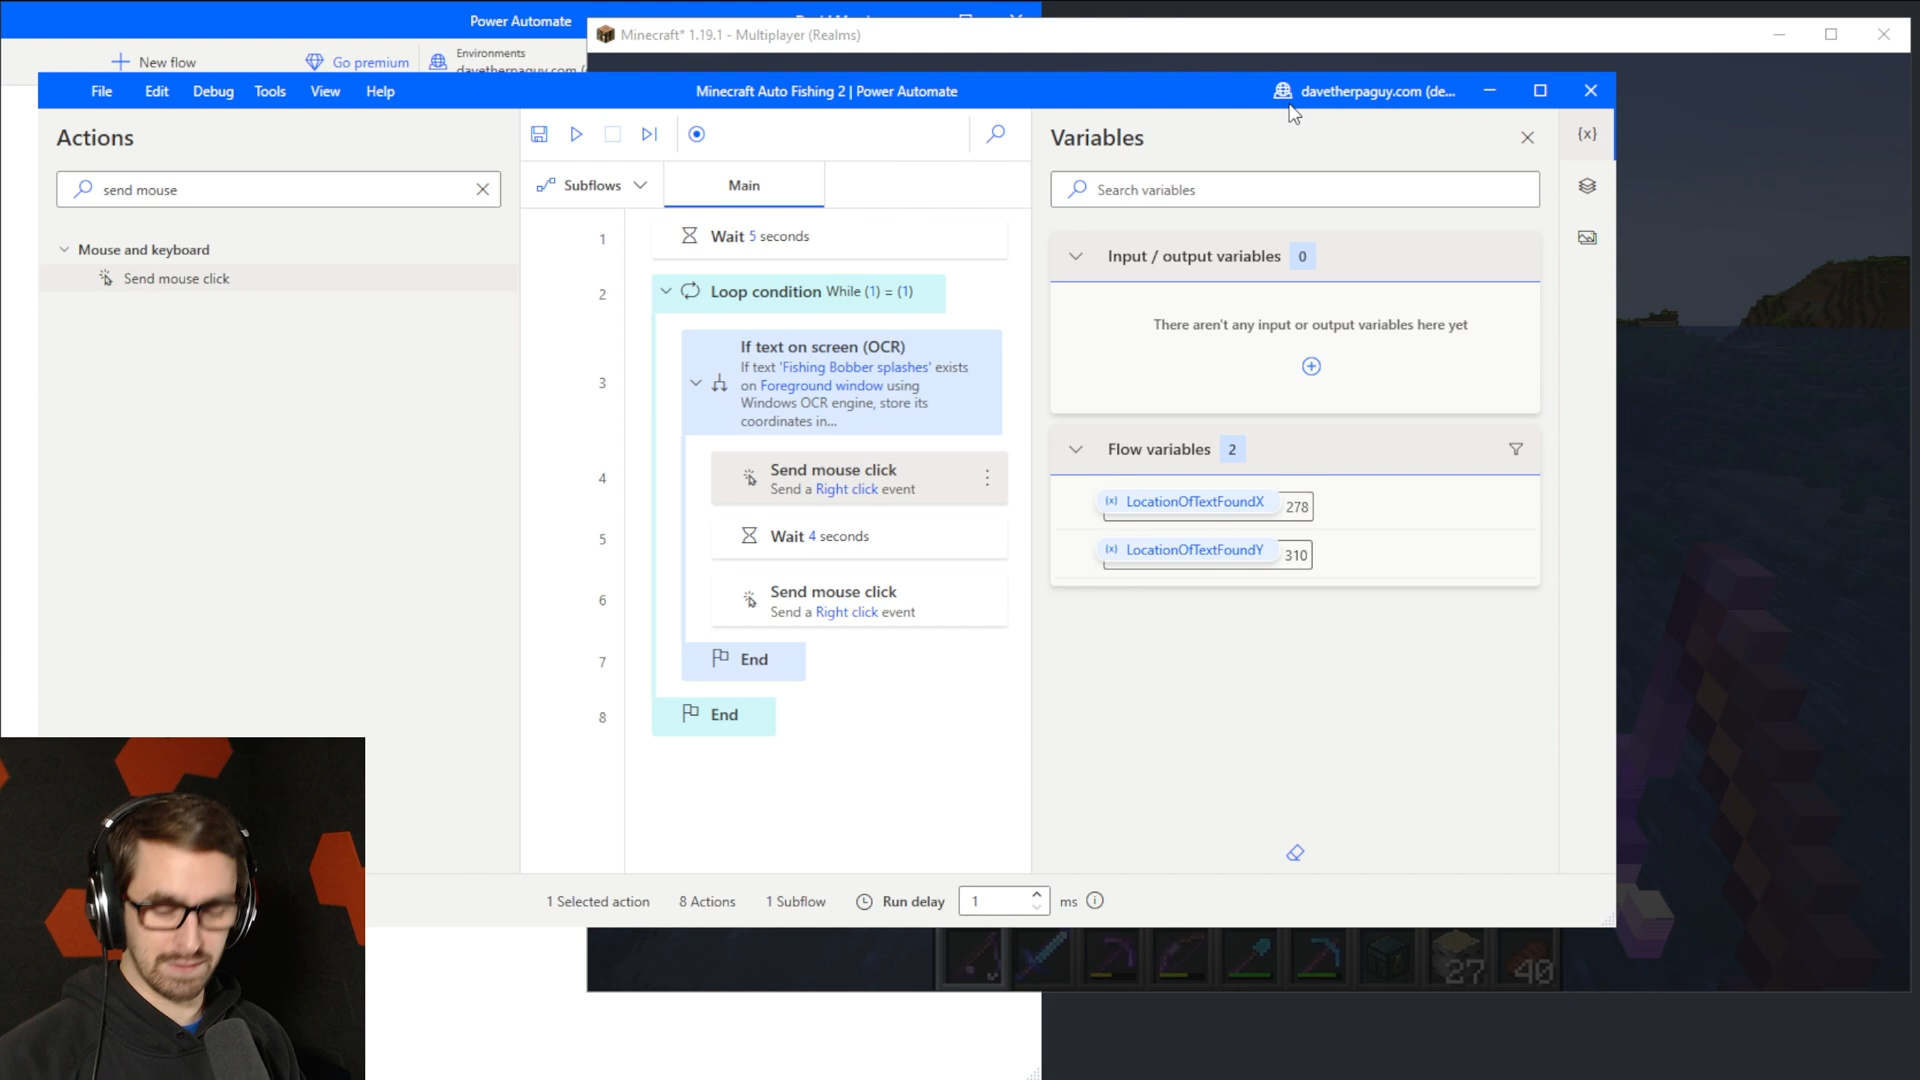 Power Automate
New flow
Go premium
Environments
Minecraft* 1.19.1 - Multiplayer (Realms)
File
Edit
Debug
Tools
View
Help
Minecraft Auto Fishing 2 | Power Automate
davetherpaguy.com (de...
Actions
send mouse
Mouse and keyboard
Send mouse click
Subflows
Main
1
Wait 5 seconds
2
Loop condition While (1) = (1)
3
If text on screen (OCR)
If text 'Fishing Bobber splashes' exists
on Foreground window using
Windows OCR engine, store its
coordinates in...
4
Send mouse click
Send a Right click event
5
Wait 4 seconds
6
Send mouse click
Send a Right click event
7
End
8
End
Variables
{x}
Search variables
Input / output variables 0
There aren't any input or output variables here yet
Flow variables 2
(x) LocationOfTextFoundX 278
(x) LocationOfTextFoundY 310
1 Selected action
8 Actions
1 Subflow
Run delay
1
ms
27
40